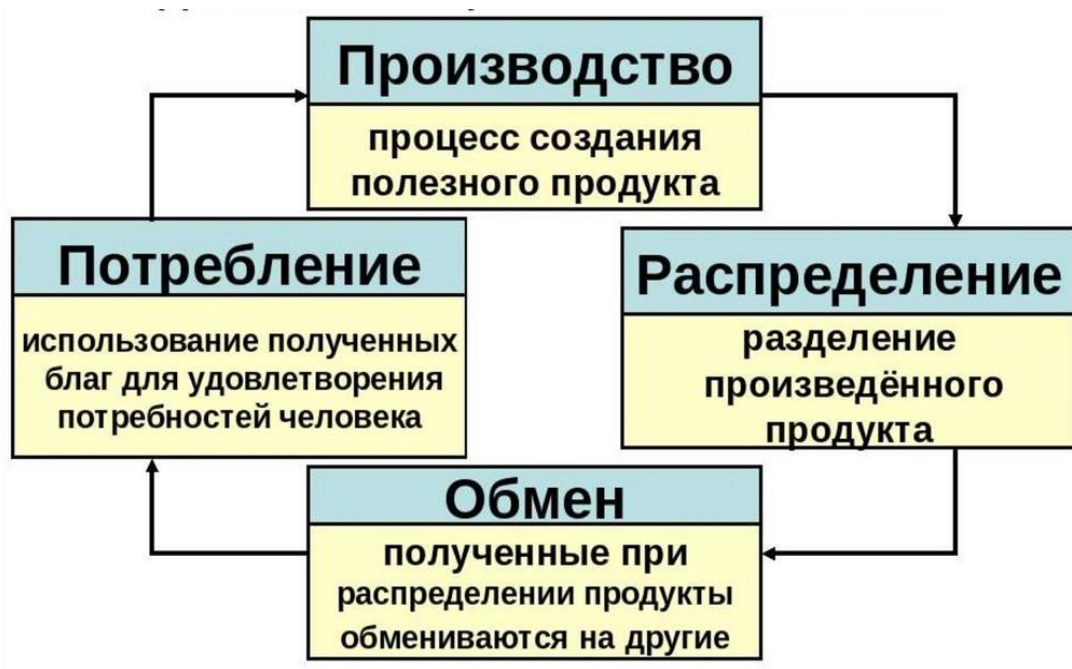 Производство
процесс создания
полезного продукта
Потребление
использование полученных
благ для удовлетворения
потребностей человека
Распределение
разделение
произведённого
продукта
Обмен
полученные при
распределении продукты
обмениваются на другие